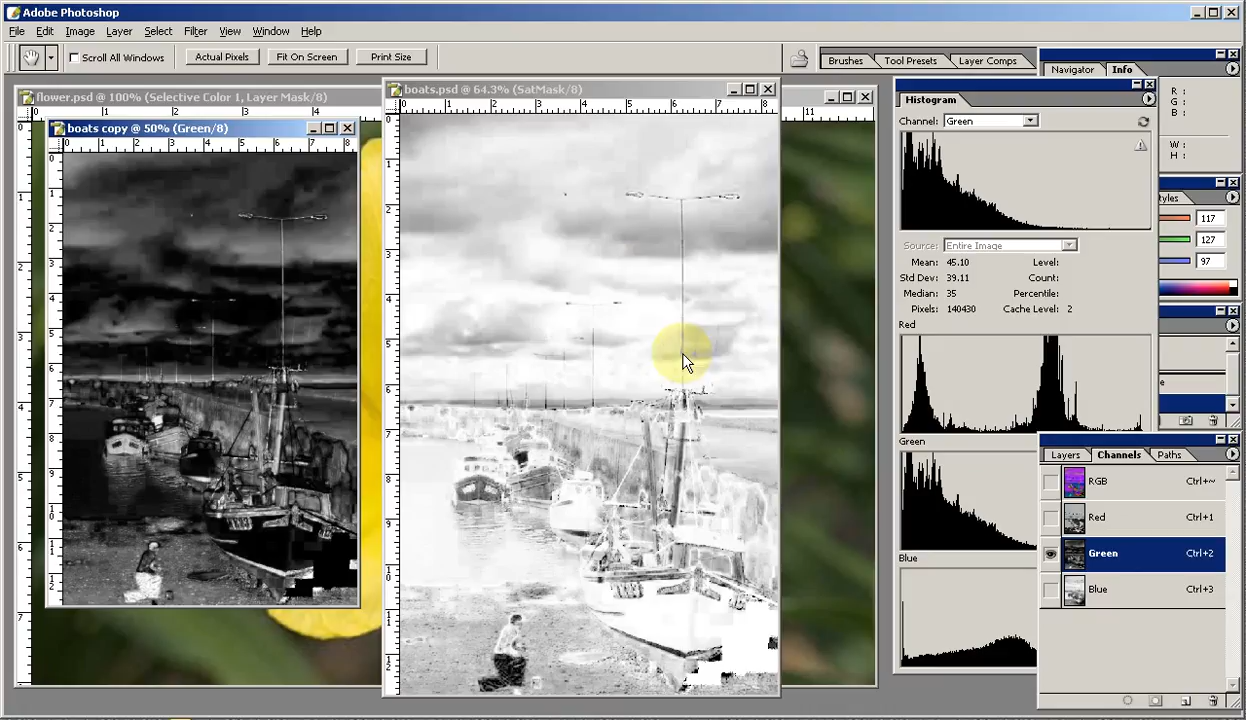 Adobe Photoshop
File Edit Image Layer Select Filter View Window Help
Scroll All Windows Actual Pixels Fit On Screen Print Size
Brushes Tool Presets Layer Comps
Navigator Info
flower.psd @ 100% (Selective Color 1, Layer Mask/8)
boats copy @ 50% (Green/8)
boats.psd @ 64.3% (SatMask/8)
Histogram
Channel: Green
Source: Entire Image
Mean: 45.10 Level:
Std Dev: 39.11 Count:
Median: 35 Percentile:
Pixels: 140430 Cache Level: 2
Red
Green
Blue
R :
G :
B :
W :
H :
yles
117
127
97
Layers Channels Paths
RGB Ctrl+~
Red Ctrl+1
Green Ctrl+2
Blue Ctrl+3